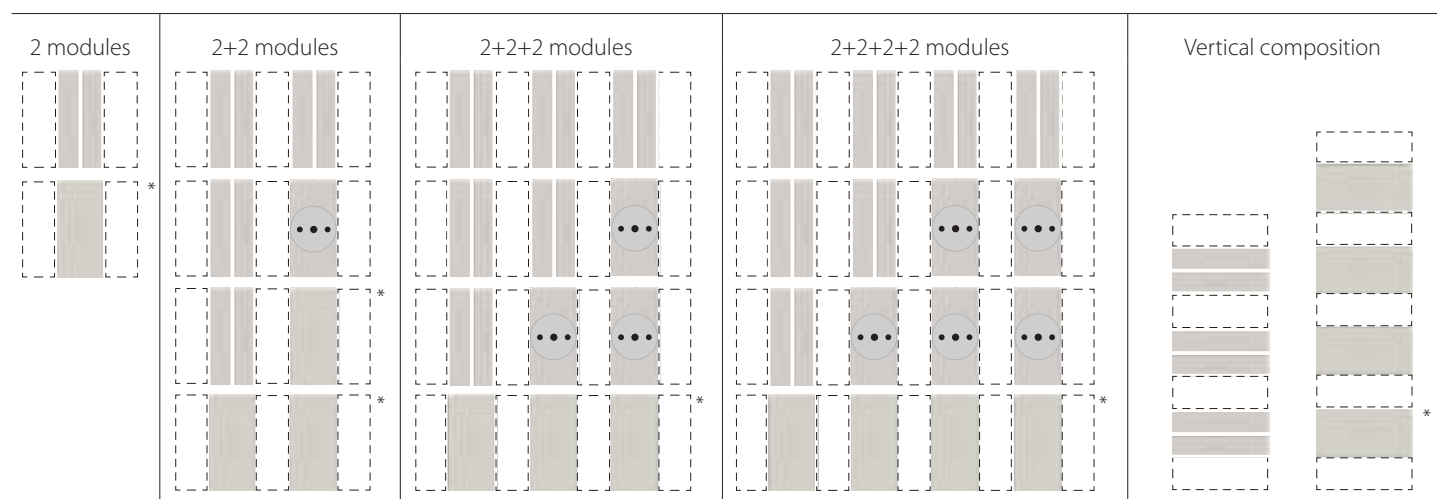 2 modules
2+2 modules
2+2+2 modules
2+2+2+2 modules
Vertical composition
*
*
*
*
*
*